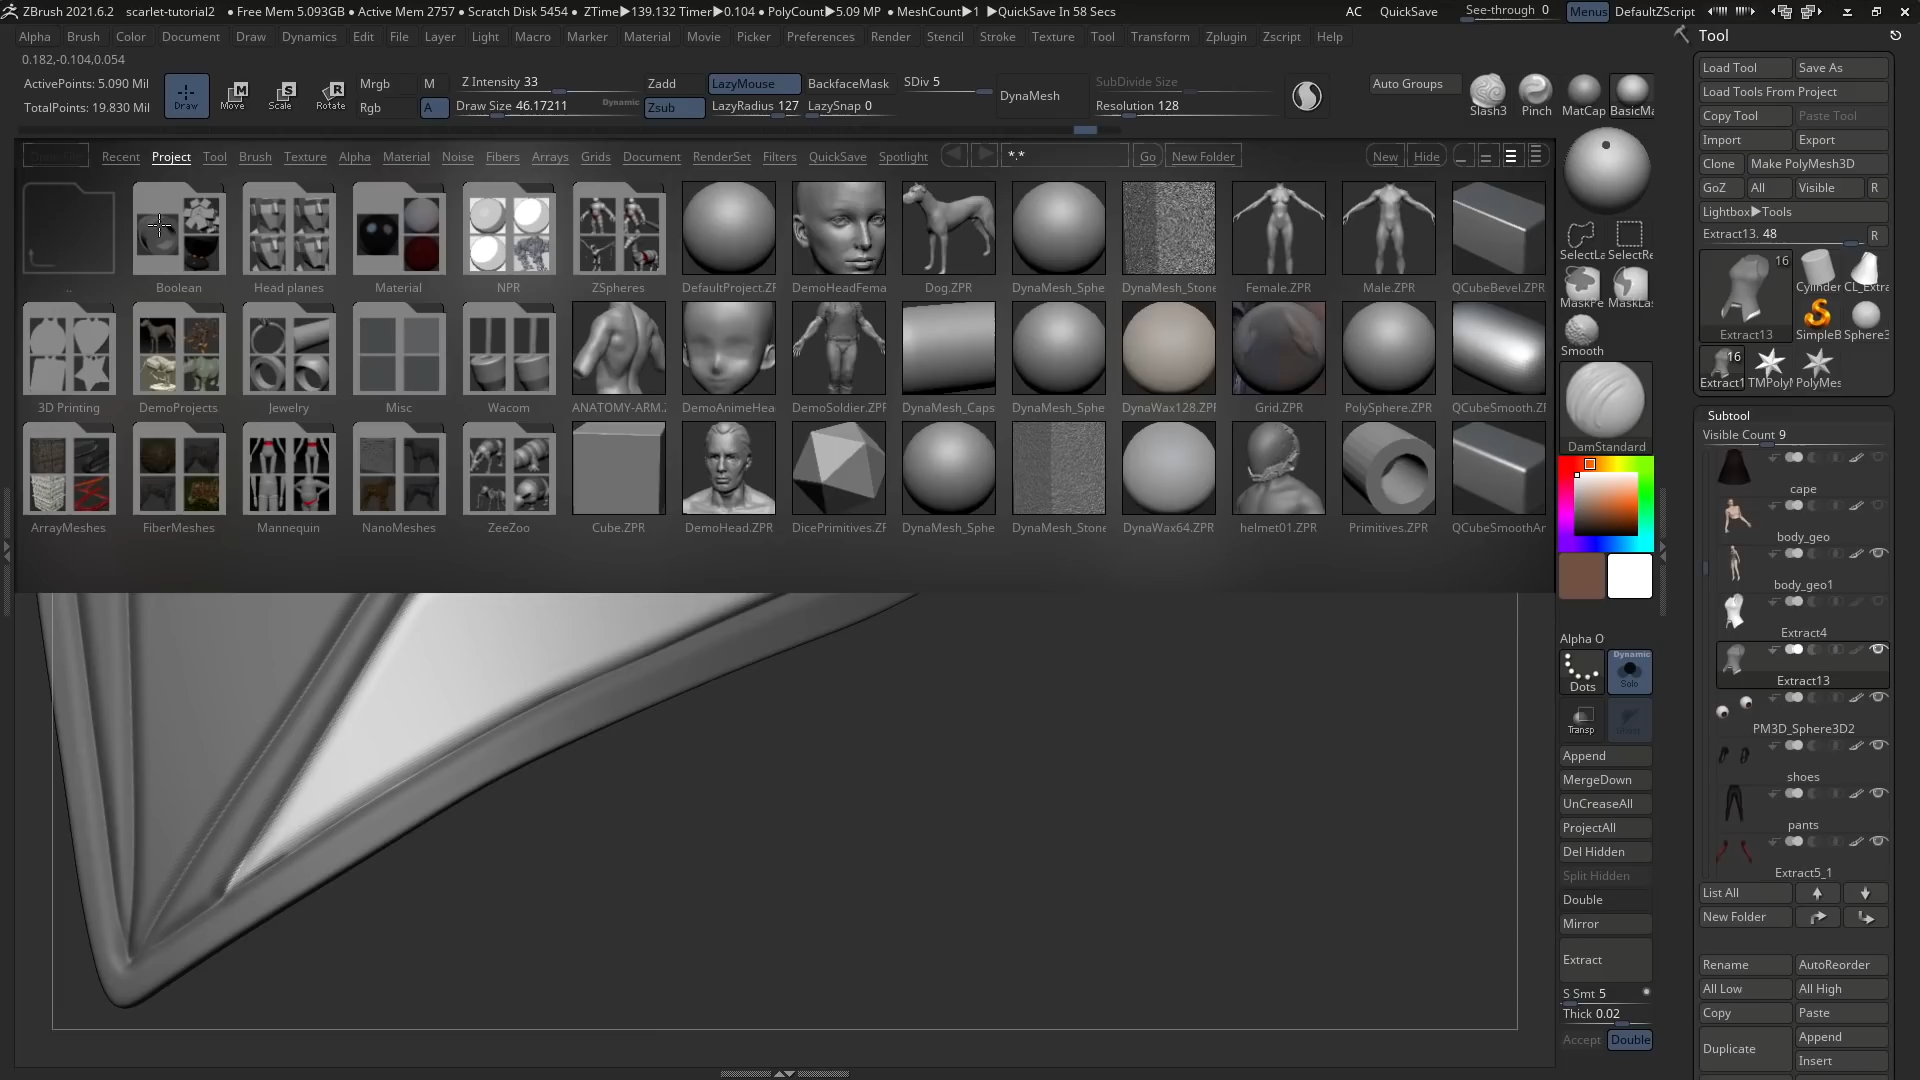 ZBrush 2021.6.2 scarlet-tutorial2 • Free Mem 5.093GB • Active Mem 2757 • Scratch Disk 5454 • ZTime▶139.132 Timer▶0.104 • PolyCount▶5.09 MP • MeshCount▶1 ▶QuickSave In 58 Secs AC QuickSave See-through 0 Menus DefaultZScript
Alpha Brush Color Document Draw Dynamics Edit File Layer Light Macro Marker Material Movie Picker Preferences Render Stencil Stroke Texture Tool Transform Zplugin Zscript Help Tool
0.182,-0.104,0.054
ActivePoints: 5.090 Mil Mrgb M Z Intensity 33 Zadd LazyMouse BackfaceMask SDiv 5 SubDivide Size Auto Groups
TotalPoints: 19.830 Mil Draw Move Scale Rotate Rgb A Draw Size 46.17211 Dynamic Zsub LazyRadius 127 LazySnap 0 DynaMesh Resolution 128 Slash3 Pinch MatCap BasicMa
Load Tool Save As
Load Tools From Project
Copy Tool Paste Tool
Import Export
Clone Make PolyMesh3D
GoZ All Visible R
Lightbox▶Tools
Extract13. 48 R
Recent Project Tool Brush Texture Alpha Material Noise Fibers Arrays Grids Document RenderSet Filters QuickSave Spotlight *.* Go New Folder New Hide
.. Boolean Head planes Material NPR ZSpheres DefaultProject.ZF DemoHeadFema Dog.ZPR DynaMesh_Sphe DynaMesh_Stone Female.ZPR Male.ZPR QCubeBevel.ZPR
3D Printing DemoProjects Jewelry Misc Wacom ANATOMY-ARM.Z DemoAnimeHea DemoSoldier.ZPF DynaMesh_Caps DynaMesh_Sphe DynaWax128.ZPF Grid.ZPR PolySphere.ZPR QCubeSmooth.ZF
ArrayMeshes FiberMeshes Mannequin NanoMeshes ZeeZoo Cube.ZPR DemoHead.ZPR DicePrimitives.ZF DynaMesh_Sphe DynaMesh_Stone DynaWax64.ZPR helmet01.ZPR Primitives.ZPR QCubeSmoothAr
SelectLa SelectRe
MaskPe MaskLas
Smooth
DamStandard
Alpha O
Dots Dynamic Solo
Transp
Append
MergeDown
UnCreaseAll
ProjectAll
Del Hidden
Split Hidden
Double
Mirror
Extract
S Smt 5
Thick 0.02
Accept Double
16 Cylinder CL_Extra
Extract13 SimpleB Sphere3
16
Extract1 TMPolyM PolyMes
Subtool
Visible Count 9
cape
body_geo
body_geo1
Extract4
Extract13
PM3D_Sphere3D2
shoes
pants
Extract5_1
List All
New Folder
Rename AutoReorder
All Low All High
Copy Paste
Duplicate Append
Insert